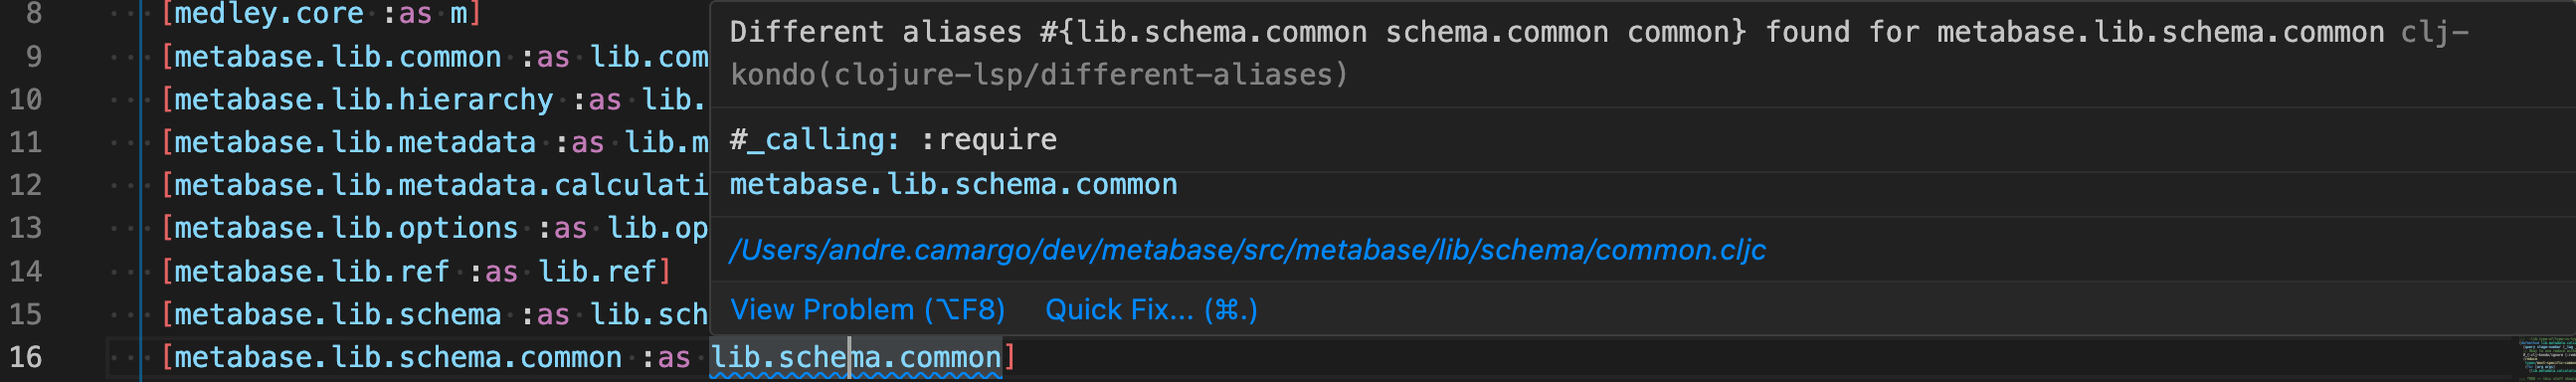 8 [medley.core :as m]
9 [metabase.lib.common :as lib.com
10 [metabase.lib.hierarchy :as lib.
11 [metabase.lib.metadata :as lib.m
12 [metabase.lib.metadata.calculati
13 [metabase.lib.options :as lib.op
14 [metabase.lib.ref :as lib.ref]
15 [metabase.lib.schema :as lib.sch
16 [metabase.lib.schema.common :as lib.schema.common]
Different aliases #{lib.schema.common schema.common common} found for metabase.lib.schema.common clj-
kondo(clojure-lsp/different-aliases)
#_calling: :require
metabase.lib.schema.common
/Users/andre.camargo/dev/metabase/src/metabase/lib/schema/common.cljc
View Problem (⌥F8) Quick Fix... (⌘.)